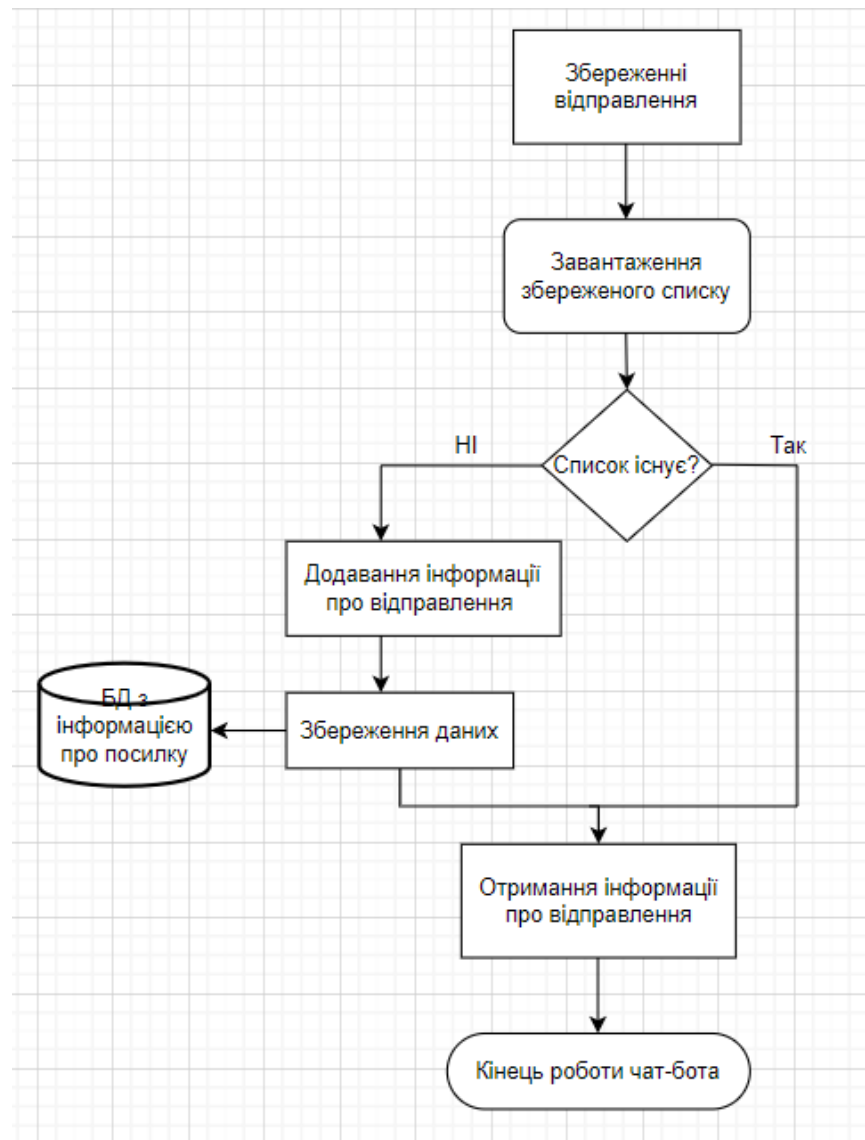 Збереженні
відправлення
Завантаження
збереженого списку
НІ
Список існує?
Так
Додавання інформації
про відправлення
БД з
інформацією
про посилку
Збереження даних
Отримання інформації
про відправлення
Кінець роботи чат-бота